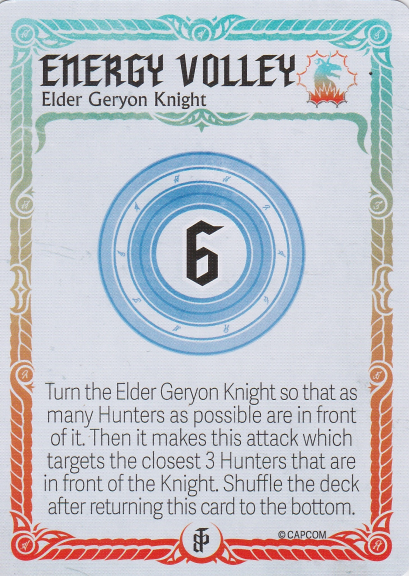 ENERGY VOLLEY
Elder Geryon Knight
6
Turn the Elder Geryon Knight so that as
many Hunters as possible are in front
of it. Then it makes this attack which
targets the closest 3 Hunters that are
in front of the Knight. Shuffle the deck
after returning this card to the bottom.
© CAPCOM